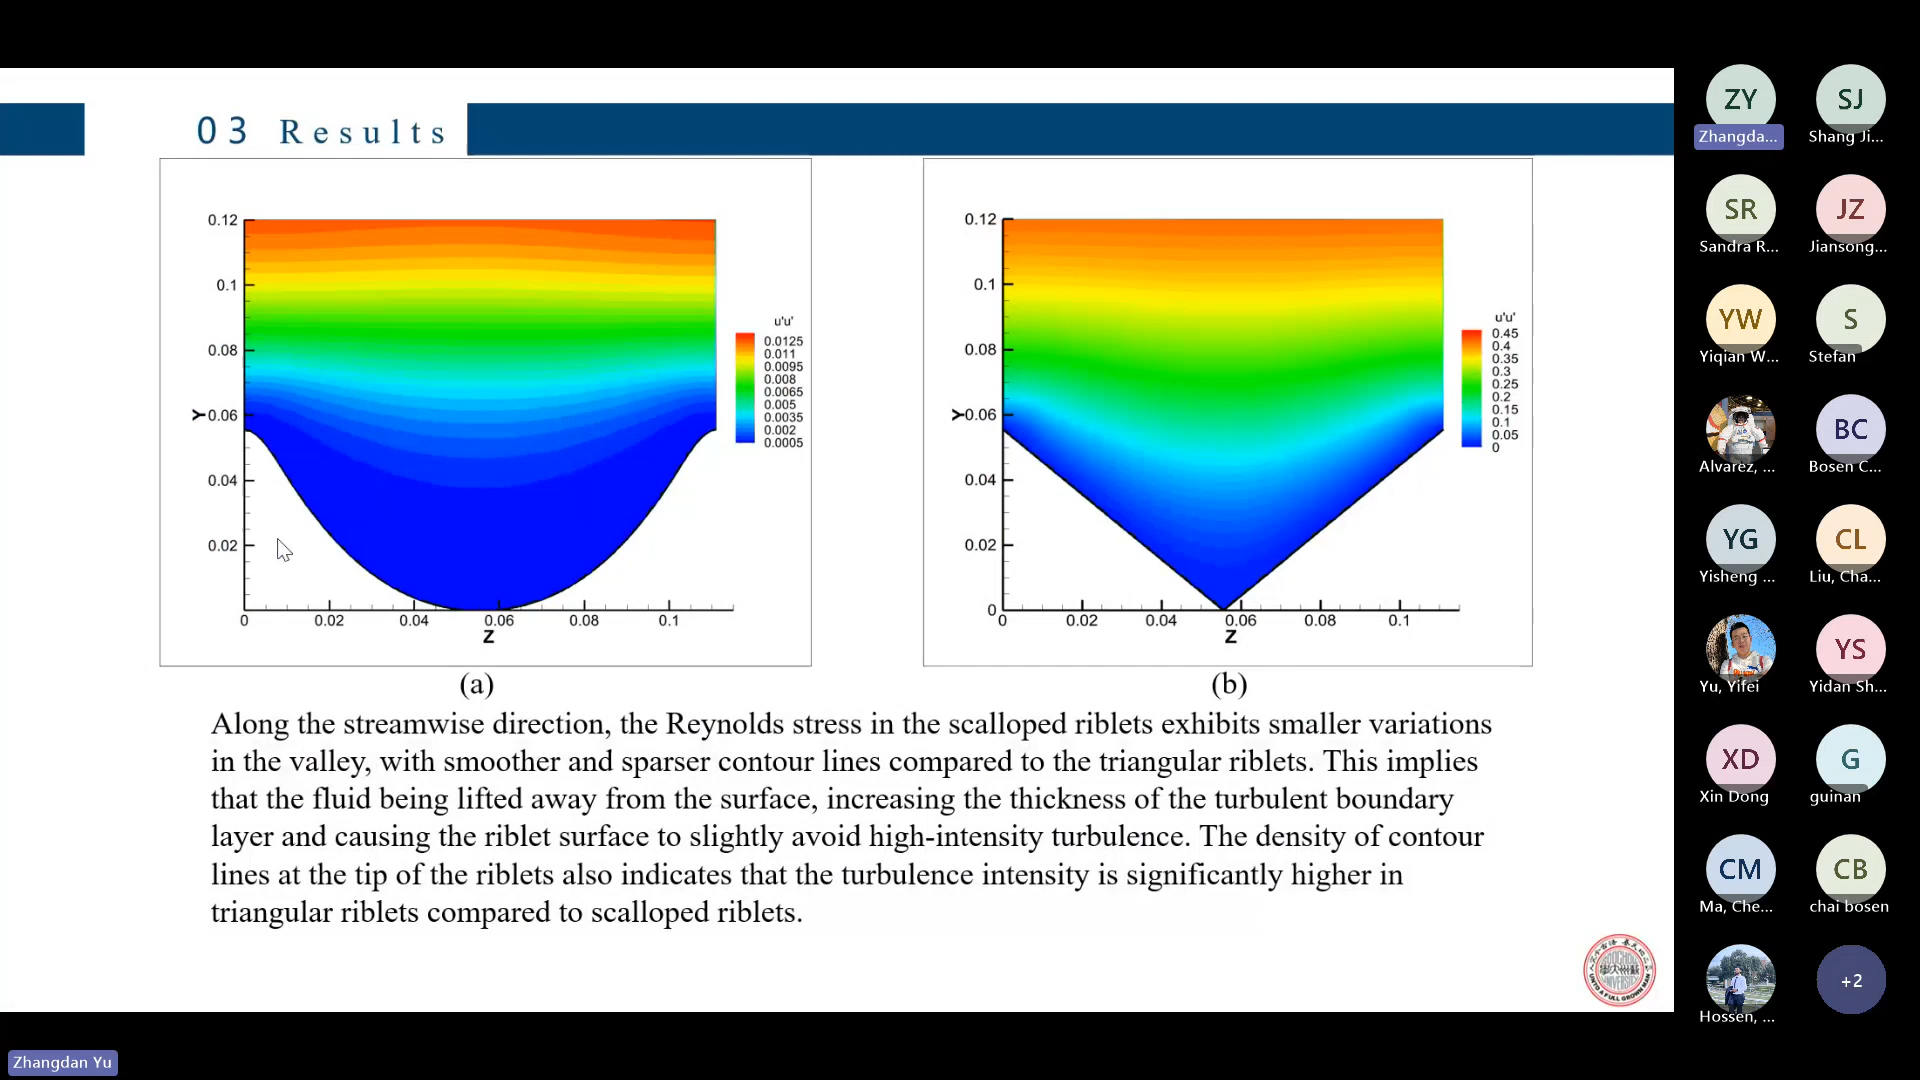 03 Results
0.12
0.1
0.08
Y
0.06
0.04
0.02
0
0.02
0.04
0.06
0.08
0.1
Z
u'u'
0.0125
0.011
0.0095
0.008
0.0065
0.005
0.0035
0.002
0.0005
(a)
0.12
0.1
0.08
Y
0.06
0.04
0.02
0
0
0.02
0.04
0.06
0.08
0.1
Z
u'u'
0.45
0.4
0.35
0.3
0.25
0.2
0.15
0.1
0.05
0
(b)
Along the streamwise direction, the Reynolds stress in the scalloped riblets exhibits smaller variations
in the valley, with smoother and sparser contour lines compared to the triangular riblets. This implies
that the fluid being lifted away from the surface, increasing the thickness of the turbulent boundary
layer and causing the riblet surface to slightly avoid high-intensity turbulence. The density of contour
lines at the tip of the riblets also indicates that the turbulence intensity is significantly higher in
triangular riblets compared to scalloped riblets.
UNTO A FULL GROWN MAN
Zhangdan Yu
ZY
Zhangda...
SJ
Shang Ji...
SR
Sandra R...
JZ
Jiansong...
YW
Yiqian W...
S
Stefan
Alvarez, ...
BC
Bosen C...
YG
Yisheng ...
CL
Liu, Cha...
Yu, Yifei
YS
Yidan Sh...
XD
Xin Dong
G
guinan
CM
Ma, Che...
CB
chai bosen
Hossen, ...
+2